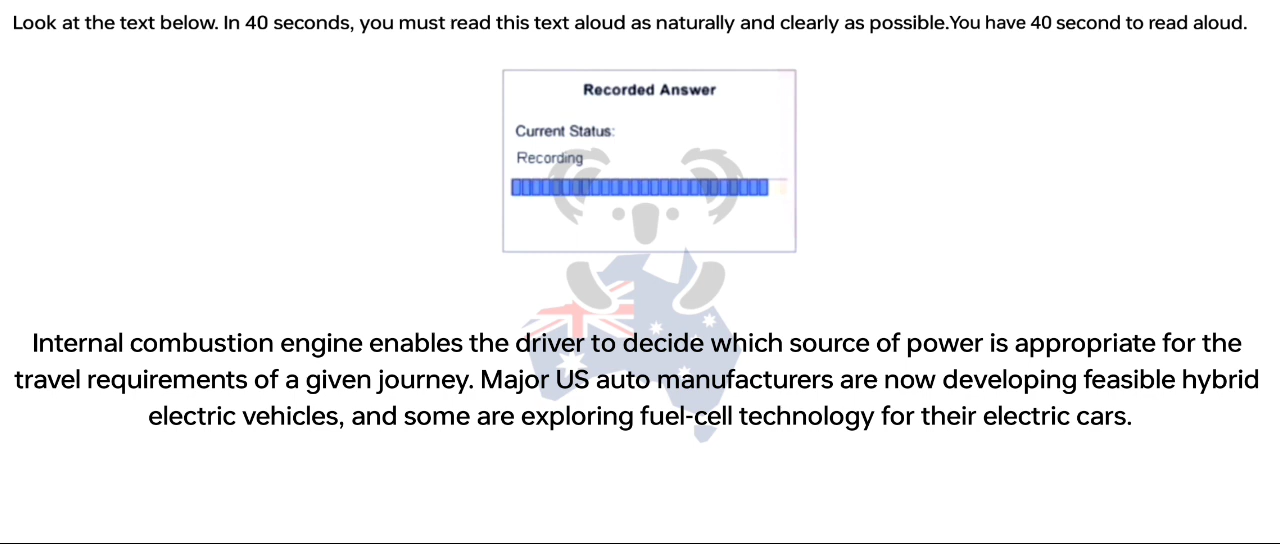 Look at the text below. In 40 seconds, you must read this text aloud as naturally and clearly as possible.You have 40 second to read aloud.
Recorded Answer
Current Status:
Recording
Internal combustion engine enables the driver to decide which source of power is appropriate for the
travel requirements of a given journey. Major US auto manufacturers are now developing feasible hybrid
electric vehicles, and some are exploring fuel-cell technology for their electric cars.